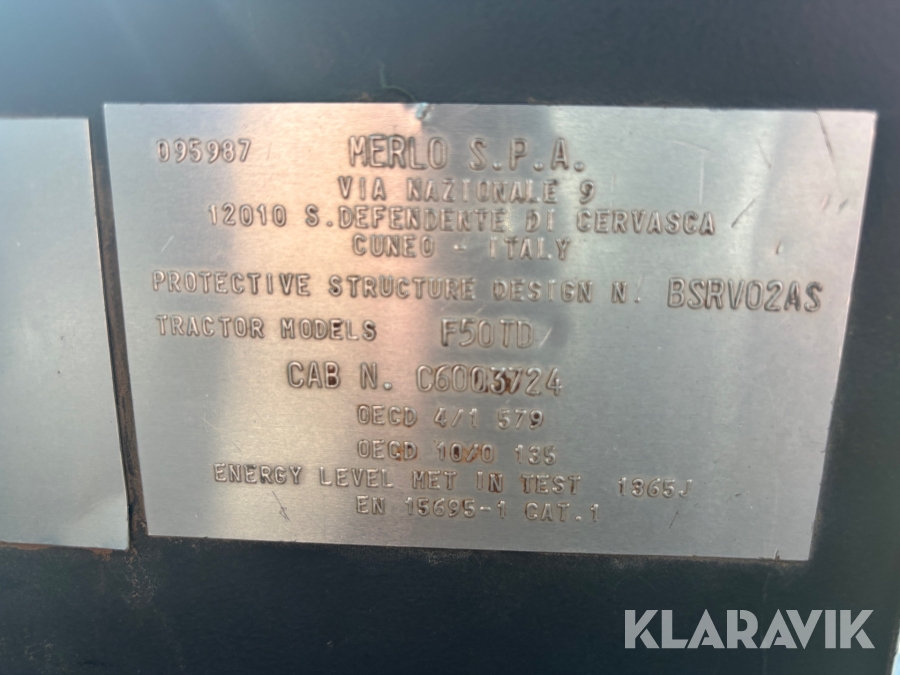 095987 MERLO S.P.A.
VIA NAZIONALE 9
12010 S.DEFENDENTE DI CERVASCA
CUNEO - ITALY
PROTECTIVE STRUCTURE DESIGN N. BSRV02AS
TRACTOR MODELS F50TD
CAB N. C6003724
OECD 4/1 579
OECD 10/0 135
ENERGY LEVEL MET IN TEST 1365J
EN 15695-1 CAT.1
KLARAVIK